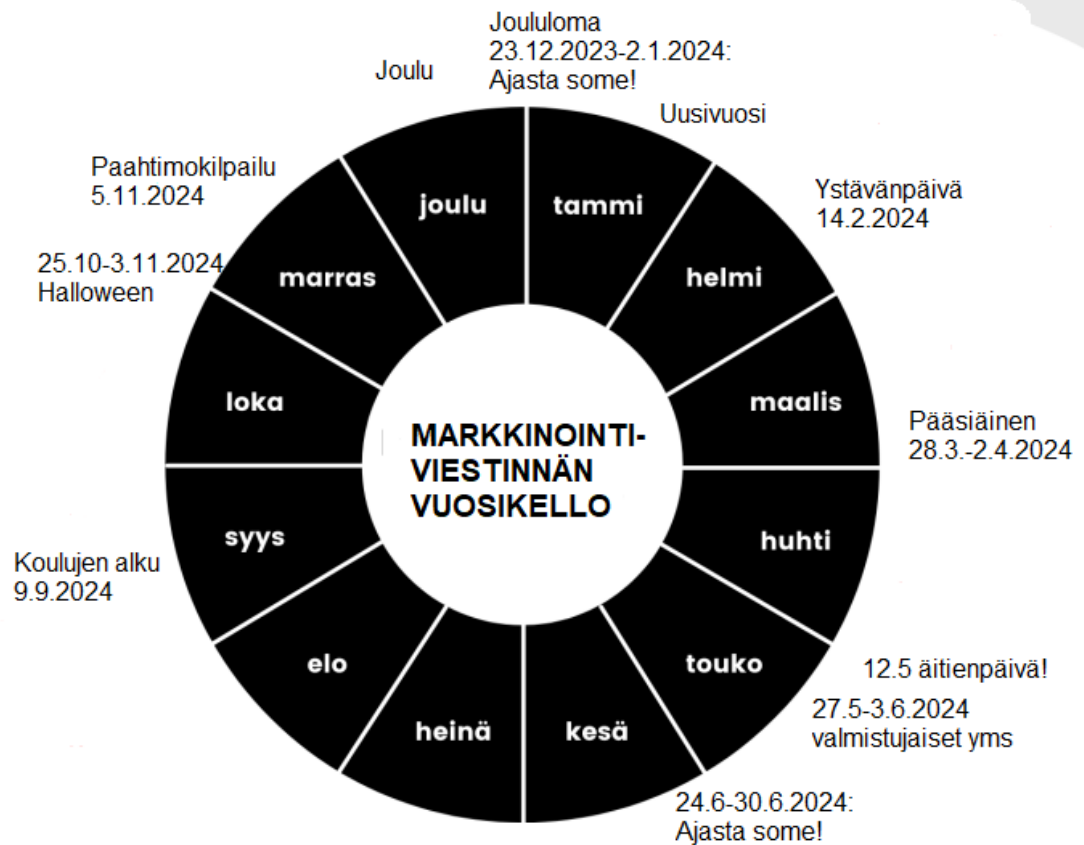 Joululoma
23.12.2023-2.1.2024:
Ajasta some!
Joulu
Uusivuosi
Paahtimokilpailu
5.11.2024
Ystävänpäivä
14.2.2024
joulu
tammi
25.10-3.11.2024
Halloween
marras
helmi
loka
maalis
Pääsiäinen
28.3.-2.4.2024
MARKKINOINTI-
VIESTINNÄN
VUOSIKELLO
syys
huhti
Koulujen alku
9.9.2024
elo
touko
12.5 äitienpäivä!
27.5-3.6.2024
valmistujaiset yms
heinä
kesä
24.6-30.6.2024:
Ajasta some!